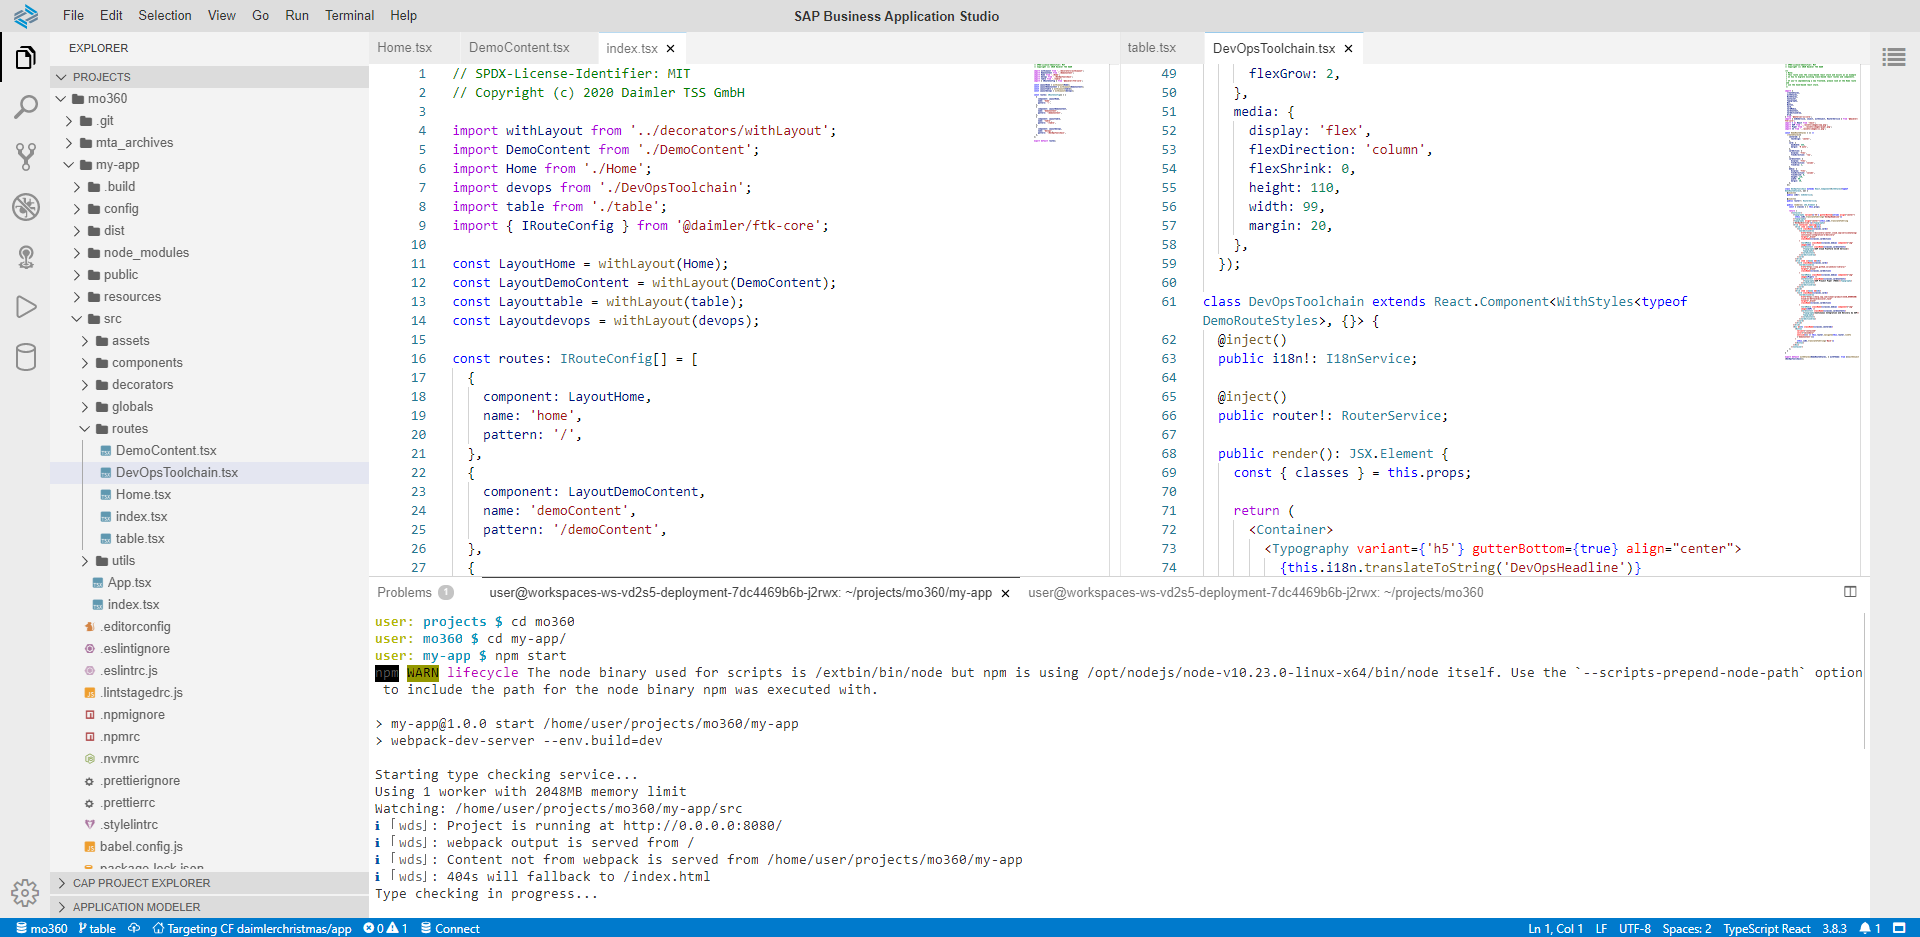 File Edit Selection View Go Run Terminal Help
SAP Business Application Studio
EXPLORER
PROJECTS
mo360
.git
mta_archives
my-app
.build
config
dist
node_modules
public
resources
src
assets
components
decorators
globals
routes
DemoContent.tsx
DevOpsToolchain.tsx
Home.tsx
index.tsx
table.tsx
utils
App.tsx
index.tsx
.editorconfig
.eslintignore
.eslintrc.js
.lintstagedrc.js
.npmignore
.npmrc
.nvmrc
.prettierignore
.prettierrc
.stylelintrc
babel.config.js
package-lock.json
CAP PROJECT EXPLORER
APPLICATION MODELER
Home.tsx DemoContent.tsx index.tsx ×
1 // SPDX-License-Identifier: MIT
2 // Copyright (c) 2020 Daimler TSS GmbH
3
4 import withLayout from '../decorators/withLayout';
5 import DemoContent from './DemoContent';
6 import Home from './Home';
7 import devops from './DevOpsToolchain';
8 import table from './table';
9 import { IRouteConfig } from '@daimler/ftk-core';
10
11 const LayoutHome = withLayout(Home);
12 const LayoutDemoContent = withLayout(DemoContent);
13 const Layouttable = withLayout(table);
14 const Layoutdevops = withLayout(devops);
15
16 const routes: IRouteConfig[] = [
17 {
18 component: LayoutHome,
19 name: 'home',
20 pattern: '/',
21 },
22 {
23 component: LayoutDemoContent,
24 name: 'demoContent',
25 pattern: '/demoContent',
26 },
27 {
table.tsx DevOpsToolchain.tsx ×
49 flexGrow: 2,
50 },
51 media: {
52 display: 'flex',
53 flexDirection: 'column',
54 flexShrink: 0,
55 height: 110,
56 width: 99,
57 margin: 20,
58 },
59 });
60
61 class DevOpsToolchain extends React.Component<WithStyles<typeof
DemoRouteStyles>, {}> {
62 @inject()
63 public i18n!: I18nService;
64
65 @inject()
66 public router!: RouterService;
67
68 public render(): JSX.Element {
69 const { classes } = this.props;
70
71 return (
72 <Container>
73 <Typography variant={'h5'} gutterBottom={true} align="center">
74 {this.i18n.translateToString('DevOpsHeadline')}
Problems 1 user@workspaces-ws-vd2s5-deployment-7dc4469b6b-j2rwx: ~/projects/mo360/my-app × user@workspaces-ws-vd2s5-deployment-7dc4469b6b-j2rwx: ~/projects/mo360
user: projects $ cd mo360
user: mo360 $ cd my-app/
user: my-app $ npm start
npm WARN lifecycle The node binary used for scripts is /extbin/bin/node but npm is using /opt/nodejs/node-v10.23.0-linux-x64/bin/node itself. Use the `--scripts-prepend-node-path` option
to include the path for the node binary npm was executed with.
> my-app@1.0.0 start /home/user/projects/mo360/my-app
> webpack-dev-server --env.build=dev
Starting type checking service...
Using 1 worker with 2048MB memory limit
Watching: /home/user/projects/mo360/my-app/src
ℹ ｢wds｣: Project is running at http://0.0.0.0:8080/
ℹ ｢wds｣: webpack output is served from /
ℹ ｢wds｣: Content not from webpack is served from /home/user/projects/mo360/my-app
ℹ ｢wds｣: 404s will fallback to /index.html
Type checking in progress...
mo360 table Targeting CF daimlerchristmas/app 0 1 Connect
Ln 1, Col 1 LF UTF-8 Spaces: 2 TypeScript React 3.8.3 1